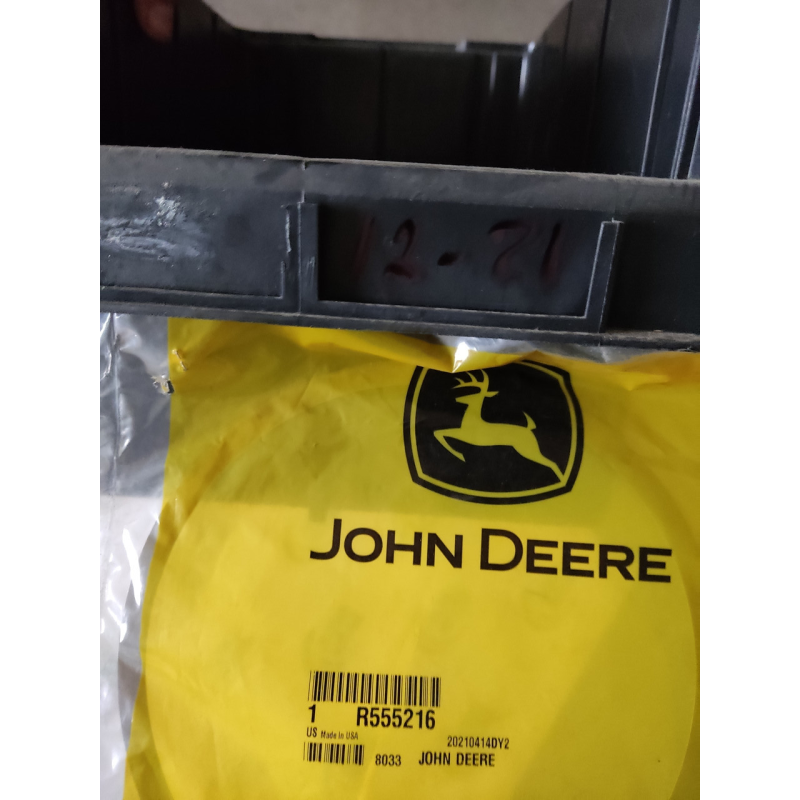 12-21
JOHN DEERE
1 R555216
US Made in USA
20210414DY2
8033 JOHN DEERE